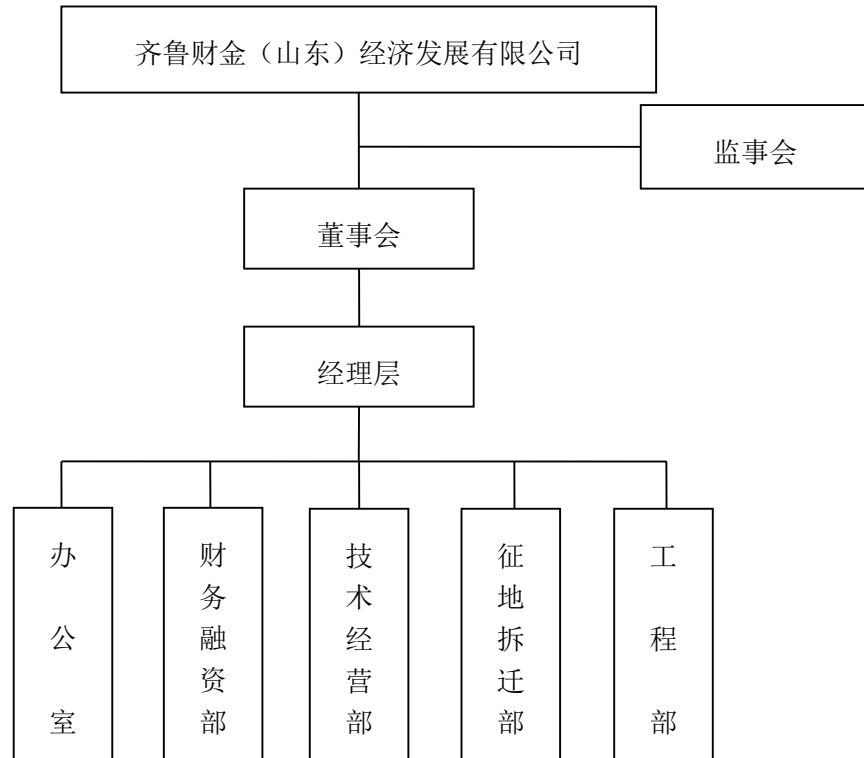 齐鲁财金（山东）经济发展有限公司
监事会
董事会
经理层
办公室
财务融资部
技术经营部
征地拆迁部
工程部